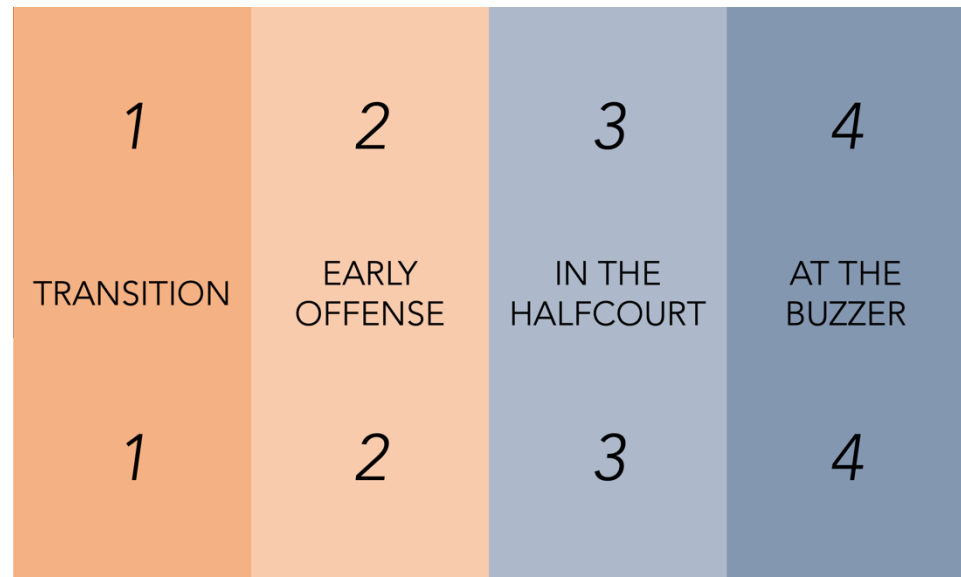 1
2
3
4
TRANSITION
EARLY
OFFENSE
IN THE
HALFCOURT
AT THE
BUZZER
1
2
3
4